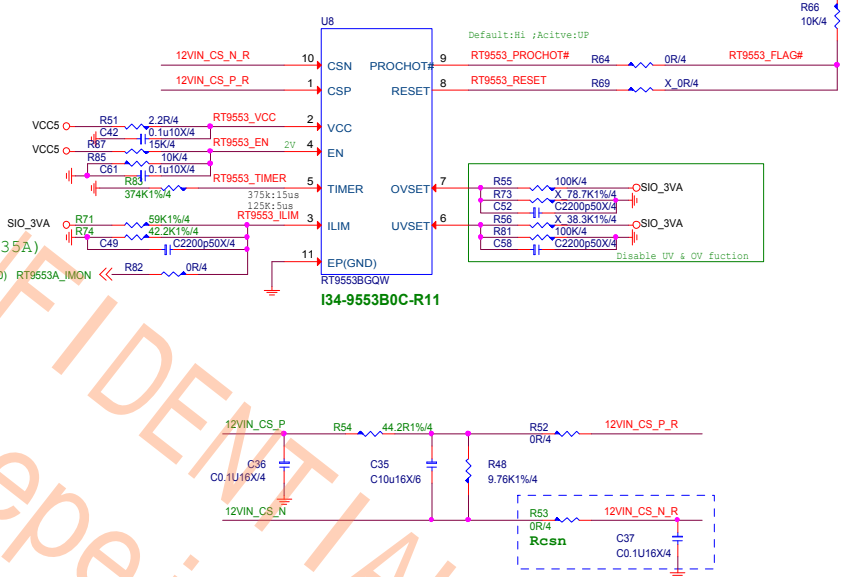 R66
10K/4
U8
Default:Hi ;Acitve:UP
12VIN_CS_N_R
10
CSN
PROCHOT#
9
RT9553_PROCHOT#
R64
0R/4
RT9553_FLAG#
12VIN_CS_P_R
1
CSP
RESET
8
RT9553_RESET
R69
X_0R/4
VCC5
R51
2.2R/4
RT9553_VCC
2
VCC
C42
0.1u10X/4
VCC5
R87
15K/4
RT9553_EN
2V
4
EN
R85
10K/4
C61
0.1u10X/4
R83
374K1%/4
RT9553_TIMER
5
TIMER
375k:15us
125K:5us
OVSET
7
R55
100K/4
SIO_3VA
R73
X_78.7K1%/4
C52
C2200p50X/4
SIO_3VA
R71
59K1%/4
RT9553_ILIM
3
ILIM
UVSET
6
R56
X_38.3K1%/4
SIO_3VA
R74
42.2K1%/4
R81
100K/4
35A)
C49
C2200p50X/4
C58
C2200p50X/4
Disable UV & OV fuction
0)
RT9553A_IMON
R82
0R/4
11
EP(GND)
RT9553BGQW
I34-9553B0C-R11
12VIN_CS_P
R54
44.2R1%/4
R52
0R/4
12VIN_CS_P_R
C36
C0.1U16X/4
C35
C10u16X/6
R48
9.76K1%/4
12VIN_CS_N
R53
0R/4
Rcsn
12VIN_CS_N_R
C37
C0.1U16X/4
FIDENTIA